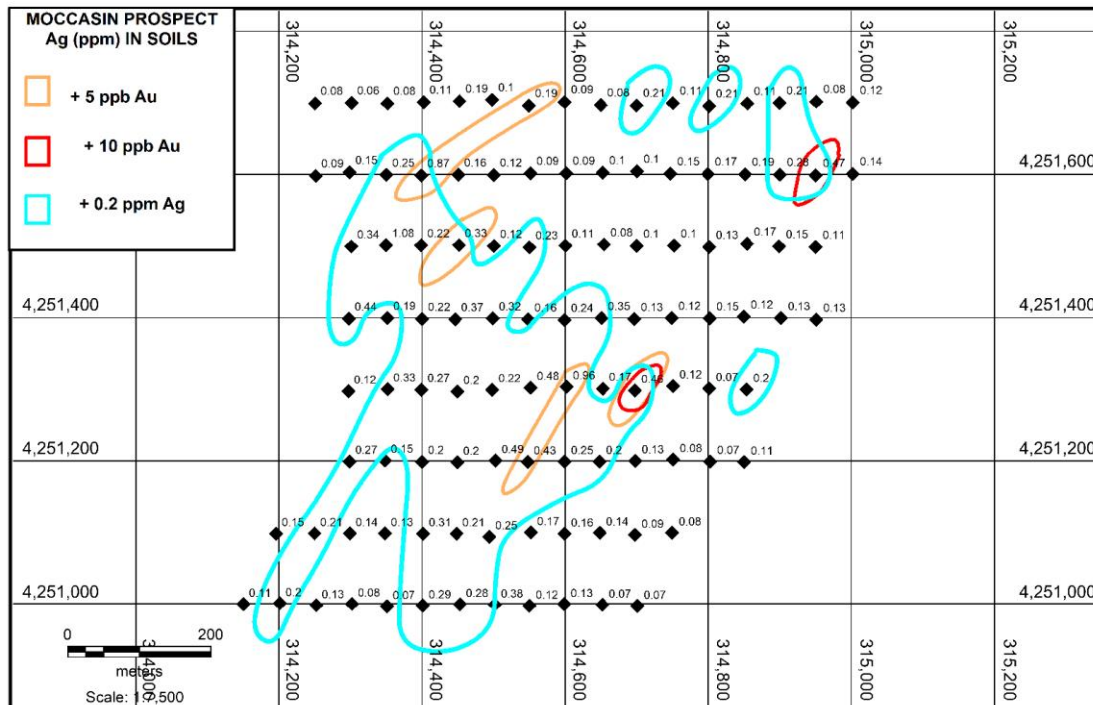 MOCCASIN PROSPECT
Ag (ppm) IN SOILS
+ 5 ppb Au
+ 10 ppb Au
+ 0.2 ppm Ag
314,200
314,400
314,600
314,800
315,000
315,200
0.08 0.06 0.08 0.11 0.19 0.1 0.19 0.09 0.08 0.21 0.11 0.21 0.11 0.21 0.08 0.12
4,251,600
0.09 0.15 0.25 0.87 0.16 0.12 0.09 0.09 0.1 0.1 0.15 0.17 0.19 0.28 0.47 0.14
0.34 1.08 0.22 0.33 0.12 0.23 0.11 0.08 0.1 0.1 0.13 0.17 0.15 0.11
4,251,400
4,251,400
0.44 0.19 0.22 0.37 0.32 0.16 0.24 0.35 0.13 0.12 0.15 0.12 0.13 0.13
0.12 0.33 0.27 0.2 0.22 0.48 0.96 0.17 0.46 0.12 0.07 0.2
4,251,200
4,251,200
0.27 0.15 0.2 0.2 0.49 0.43 0.25 0.2 0.13 0.08 0.07 0.11
0.15 0.21 0.14 0.13 0.31 0.21 0.25 0.17 0.16 0.14 0.09 0.08
4,251,000
4,251,000
0.11 0.2 0.13 0.08 0.07 0.29 0.28 0.38 0.12 0.13 0.07 0.07
0 200
meters
Scale: 1:7,500
314,200
314,400
314,600
314,800
315,000
315,200